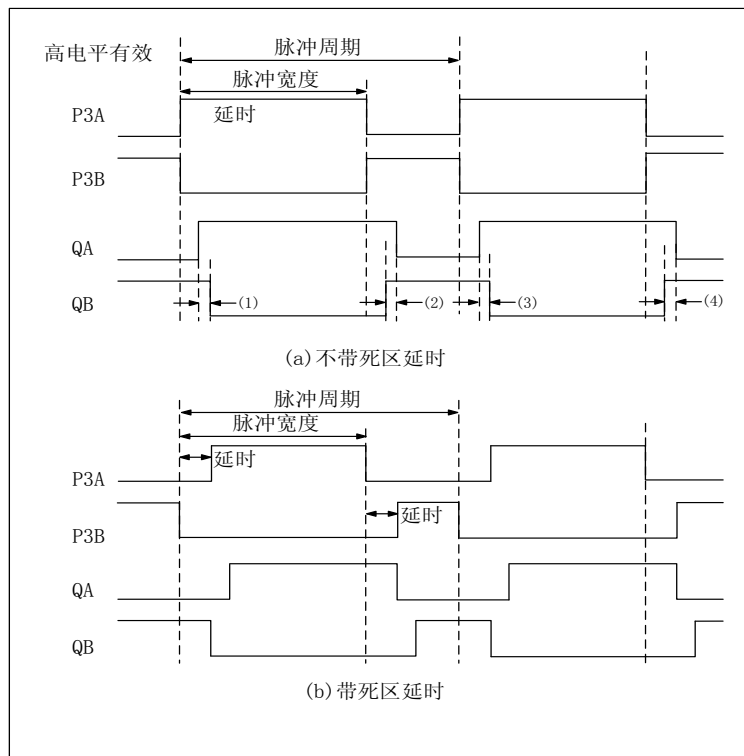 高电平有效
脉冲周期
脉冲宽度
P3A
延时
P3B
QA
QB
(1)
(2)
(3)
(4)
(a)不带死区延时
脉冲周期
脉冲宽度
P3A
延时
P3B
延时
QA
QB
(b)带死区延时